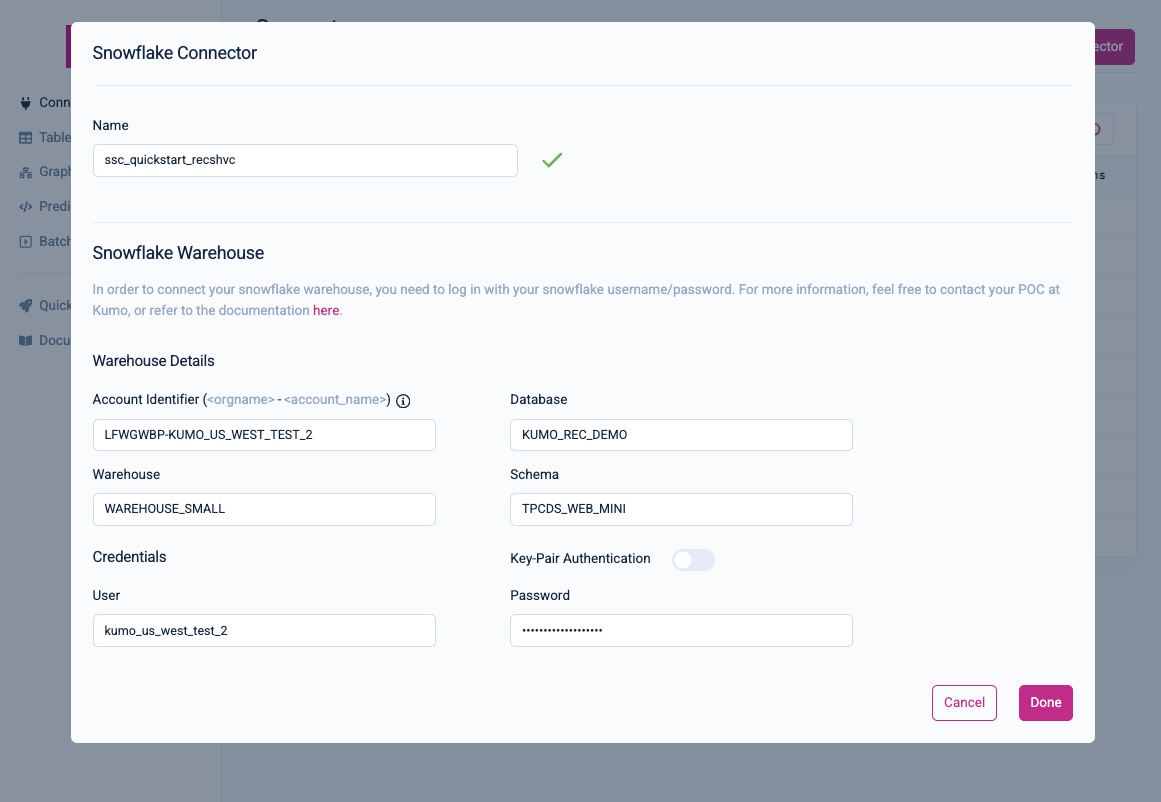 Snowflake Connector
Name
ssc_quickstart_recshvc
Snowflake Warehouse
In order to connect your snowflake warehouse, you need to log in with your snowflake username/password. For more information, feel free to contact your POC at
Kumo, or refer to the documentation here.
Warehouse Details
Account Identifier (<orgname> - <account_name>)
Database
LFWGWBP-KUMO_US_WEST_TEST_2
KUMO_REC_DEMO
Warehouse
Schema
WAREHOUSE_SMALL
TPCDS_WEB_MINI
Credentials
Key-Pair Authentication
User
Password
kumo_us_west_test_2
•••••••••••••••••••
Cancel
Done
Conn
Table
Graph
Predi
Batch
Quick
Docu
ector
ns